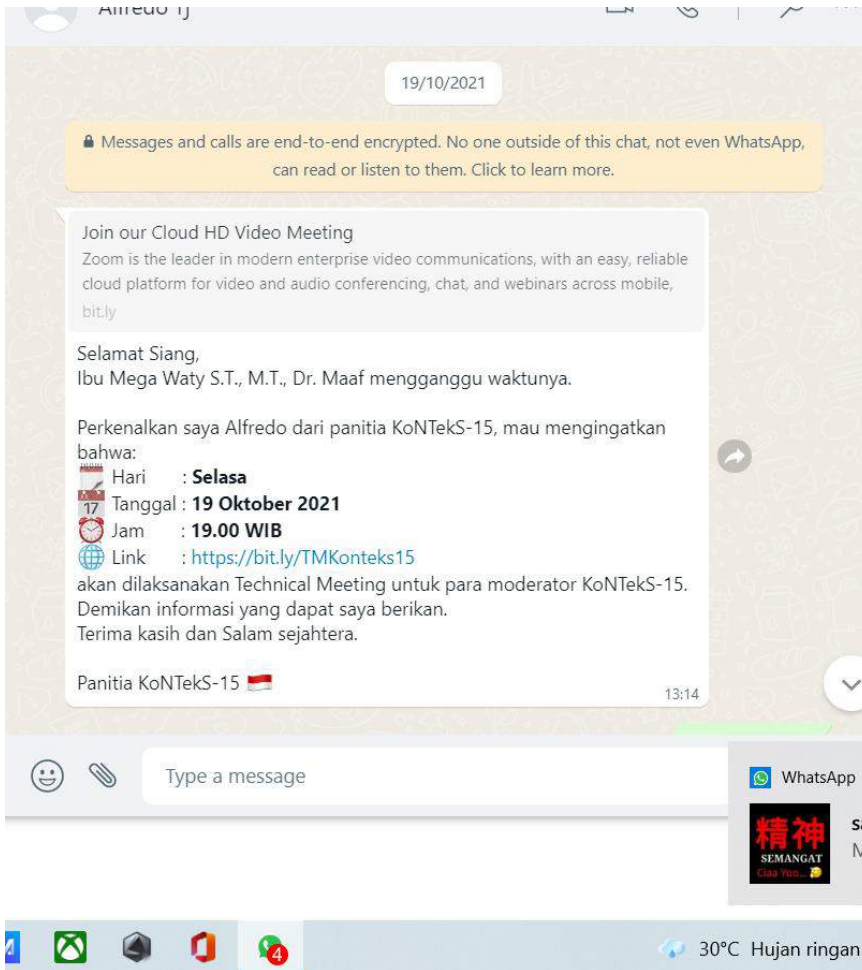 Alfredo Tj
19/10/2021
Messages and calls are end-to-end encrypted. No one outside of this chat, not even WhatsApp,
can read or listen to them. Click to learn more.
Join our Cloud HD Video Meeting
Zoom is the leader in modern enterprise video communications, with an easy, reliable
cloud platform for video and audio conferencing, chat, and webinars across mobile,
bit.ly
Selamat Siang,
Ibu Mega Waty S.T., M.T., Dr. Maaf mengganggu waktunya.
Perkenalkan saya Alfredo dari panitia KoNTekS-15, mau mengingatkan
bahwa:
Hari : Selasa
17 Tanggal : 19 Oktober 2021
Jam : 19.00 WIB
Link : https://bit.ly/TMKonteks15
akan dilaksanakan Technical Meeting untuk para moderator KoNTekS-15.
Demikan informasi yang dapat saya berikan.
Terima kasih dan Salam sejahtera.
Panitia KoNTekS-15
13:14
Type a message
WhatsApp
精神
SEMANGAT
Ciaa Yoo...
4
30°C Hujan ringan